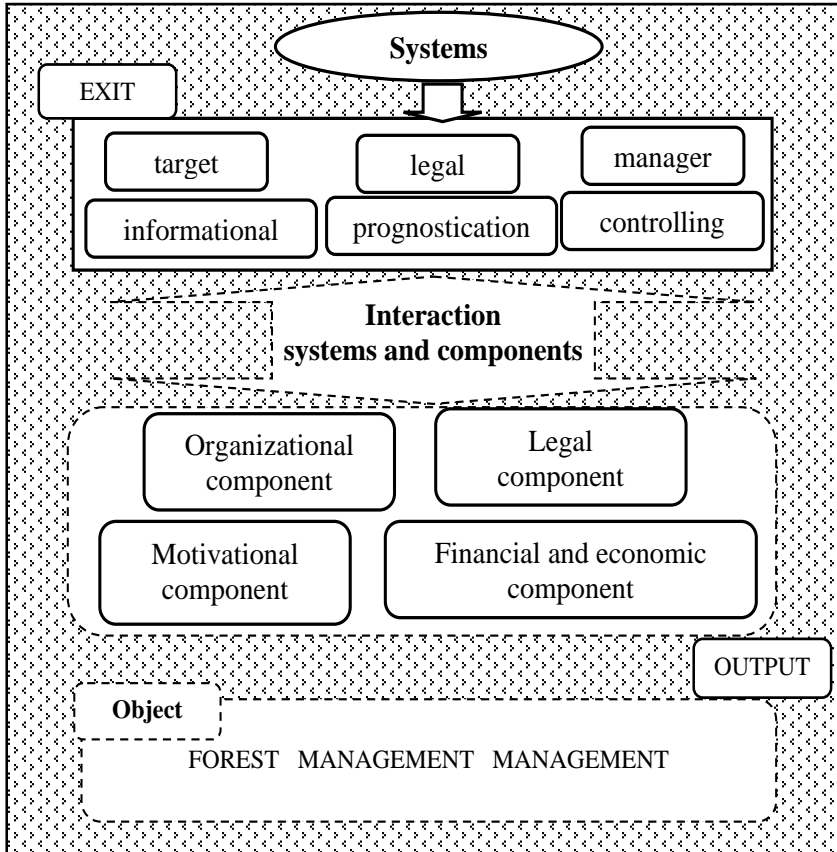 Systems
EXIT
target
legal
manager
informational
prognostication
controlling
Interaction
systems and components
Organizational
component
Legal
component
Motivational
component
Financial and economic
component
OUTPUT
Object
FOREST MANAGEMENT MANAGEMENT